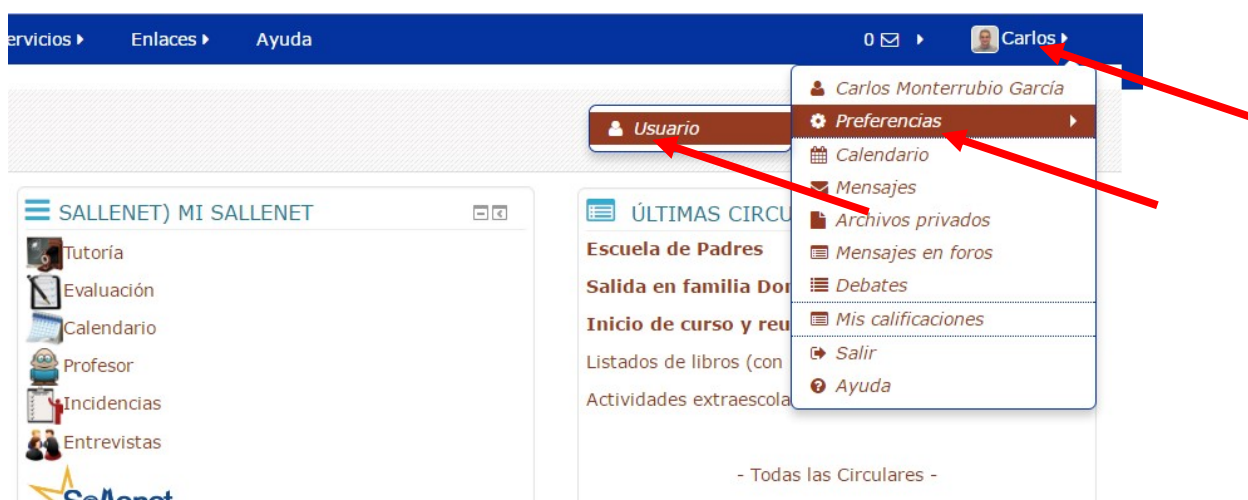 ervicios Enlaces Ayuda 0 Carlos
Carlos Monterrubio García
Usuario Preferencias
Calendario
Mensajes
Archivos privados
Mensajes en foros
Debates
Mis calificaciones
Salir
Ayuda
SALLENET) MI SALLENET
Tutoría
Evaluación
Calendario
Profesor
Incidencias
Entrevistas
Sallenet
ÚLTIMAS CIRCU
Escuela de Padres
Salida en familia Dor
Inicio de curso y reu
Listados de libros (con
Actividades extraescola
- Todas las Circulares -